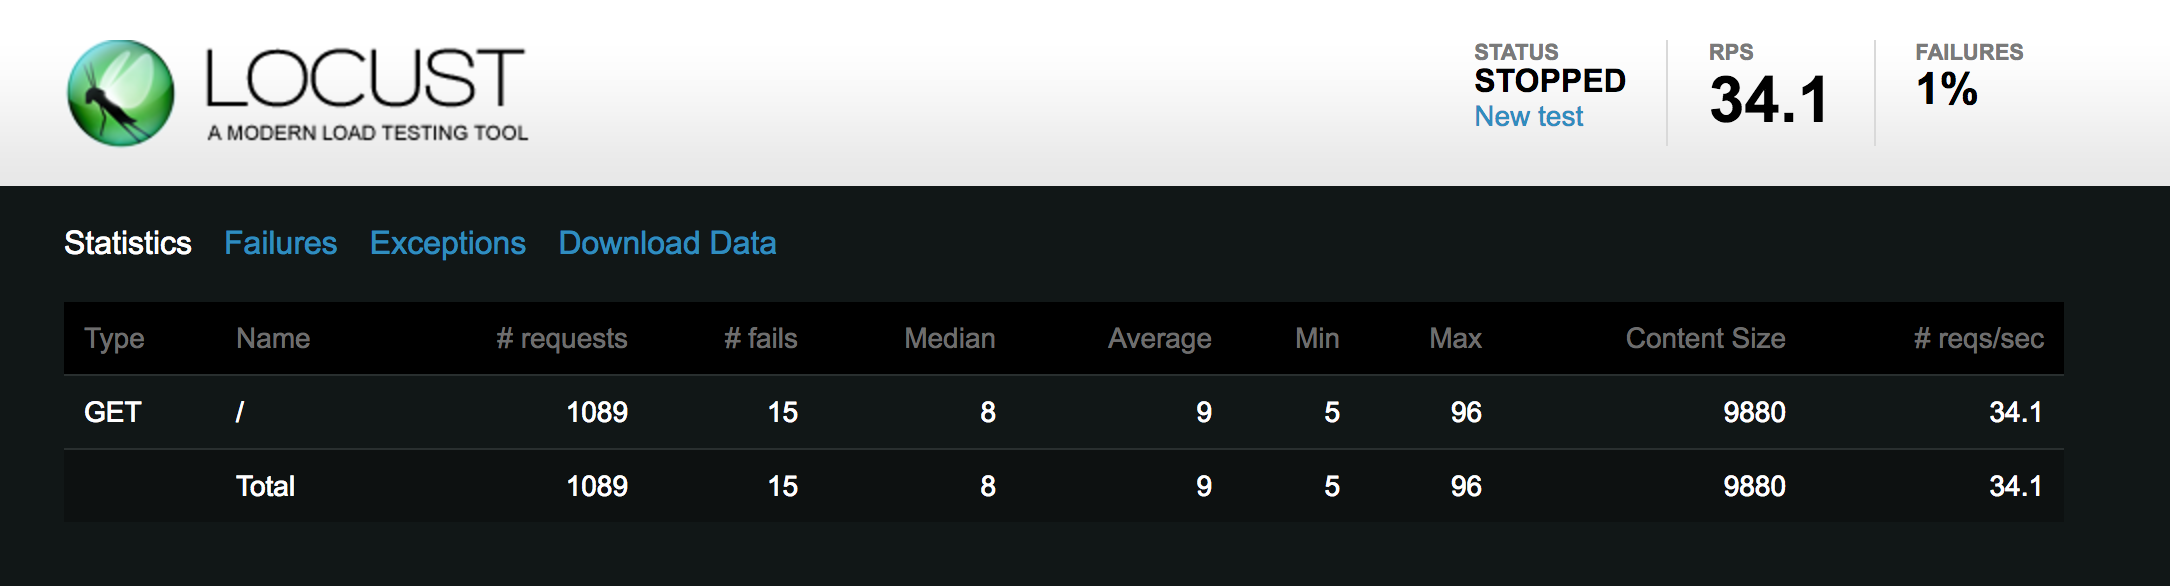 LOCUST
A MODERN LOAD TESTING TOOL
STATUS
STOPPED
New test
RPS
34.1
FAILURES
1%
Statistics Failures Exceptions Download Data
Type Name # requests # fails Median Average Min Max Content Size # reqs/sec
GET / 1089 15 8 9 5 96 9880 34.1
Total 1089 15 8 9 5 96 9880 34.1